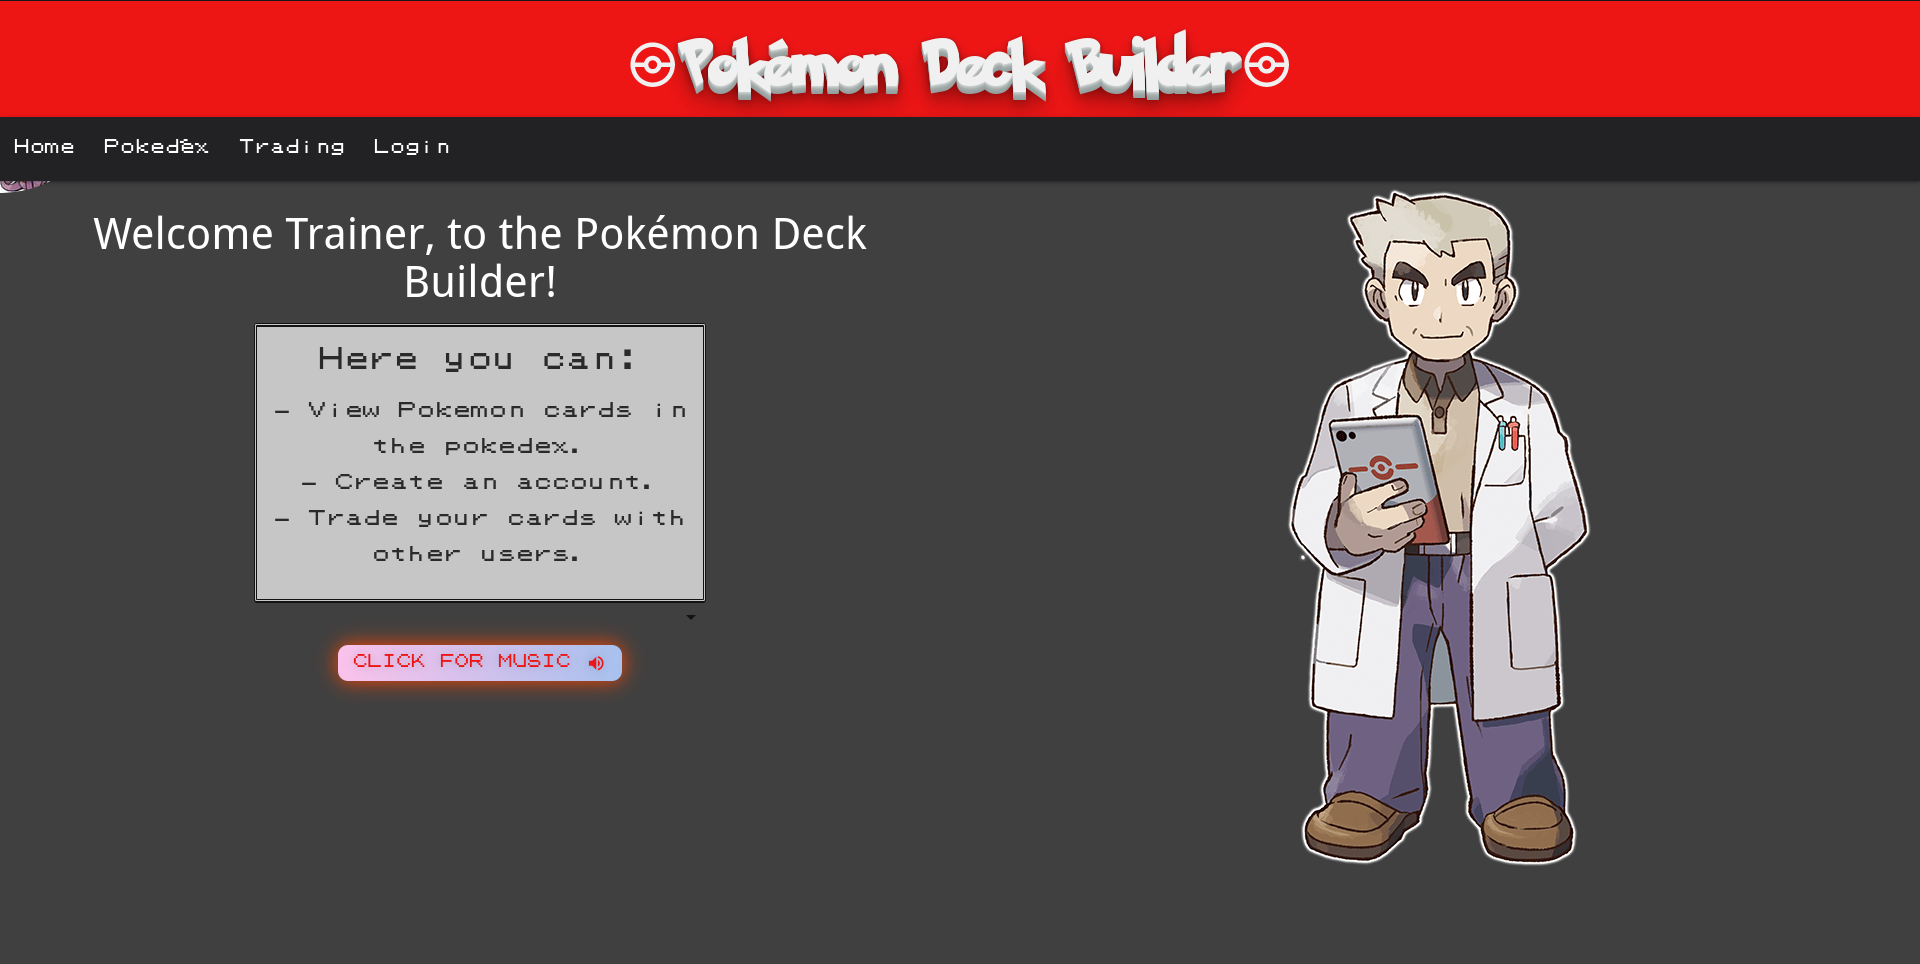 Pokémon Deck Builder
Home Pokedéx Trading Login
Welcome Trainer, to the Pokémon Deck
Builder!
Here you can:
- View Pokemon cards in
the pokedex.
- Create an account.
- Trade your cards with
other users.
CLICK FOR MUSIC